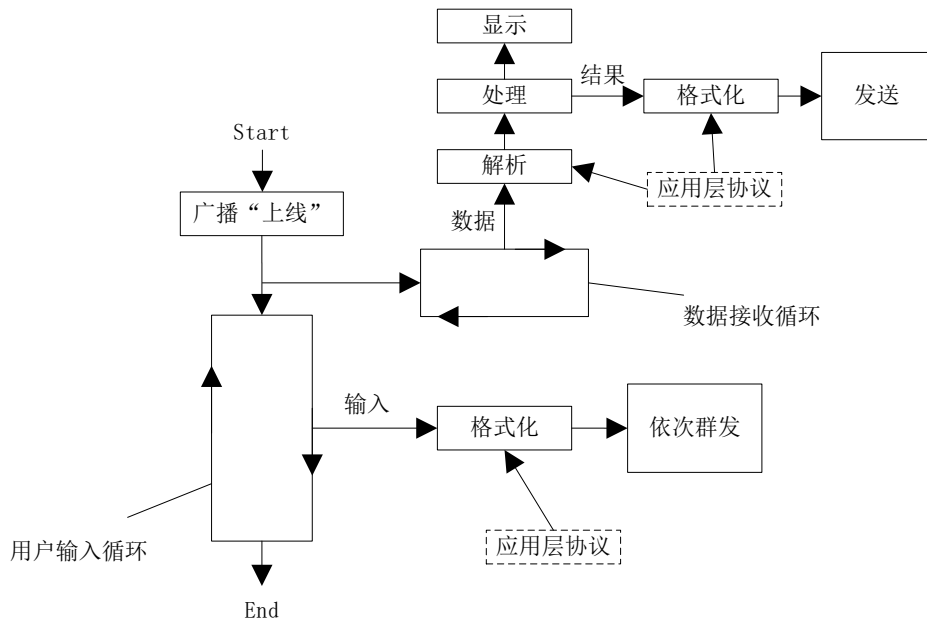 显示
处理
结果
格式化
发送
Start
解析
应用层协议
广播“上线”
数据
数据接收循环
输入
格式化
依次群发
应用层协议
用户输入循环
End